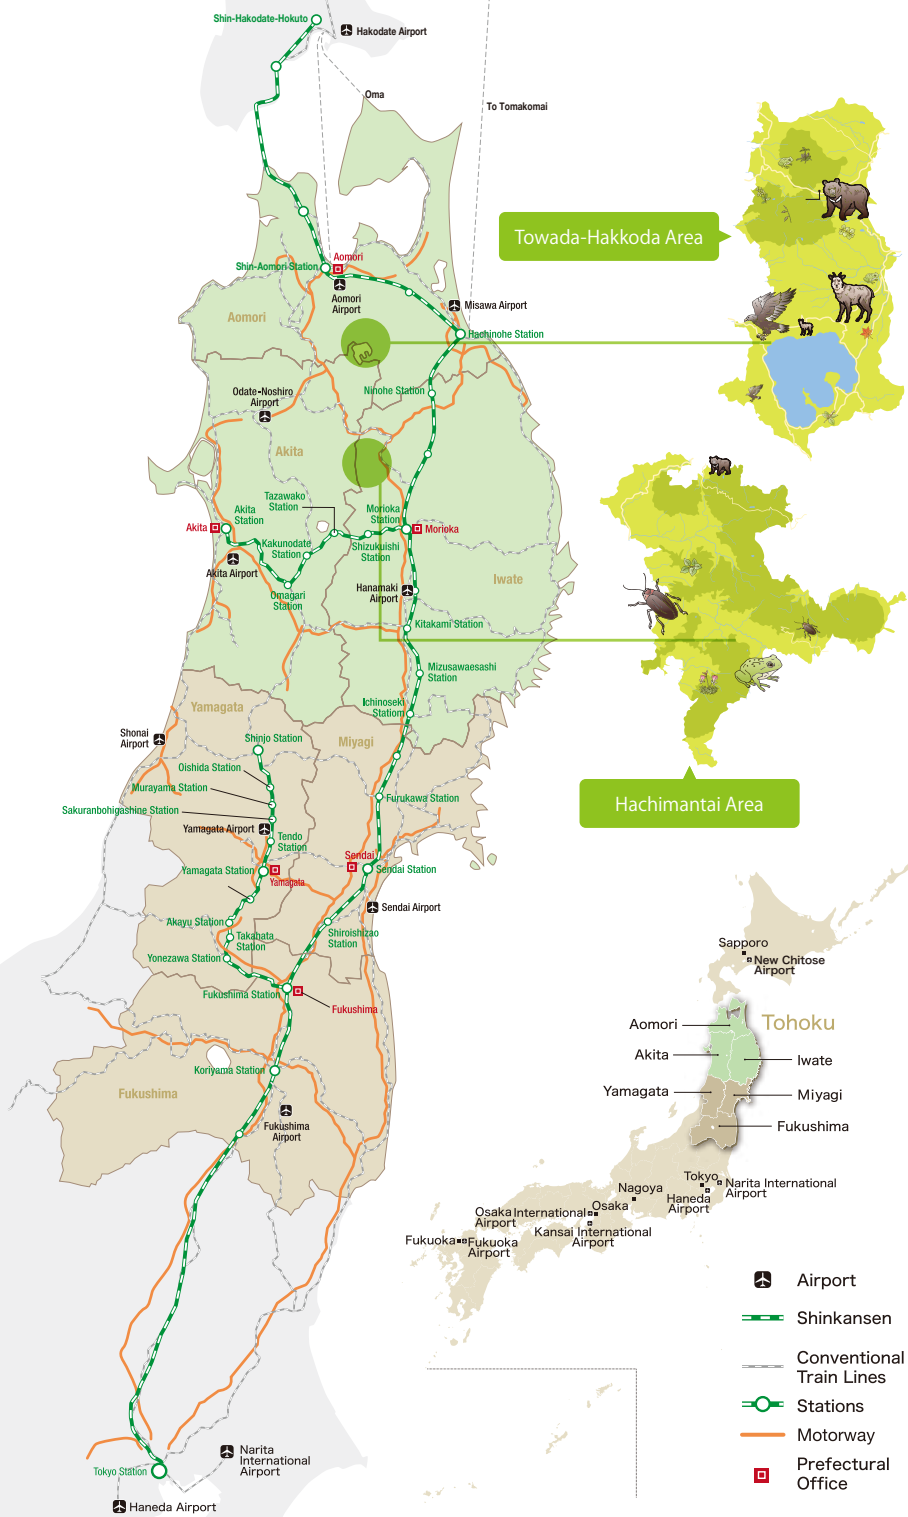 Shin-Hakodate-Hokuto
Hakodate Airport
Oma
To Tomakomai
Towada-Hakkoda Area
Aomori
Shin-Aomori Station
Aomori
Airport
Misawa Airport
Aomori
Hachinohe Station
Ninohe Station
Odate-Noshiro
Airport
Akita
Tazawako
Station
Akita
Station
Akita
Morioka
Station
Morioka
Kakunodate
Station
Shizukuishi
Station
Akita Airport
Omagari
Station
Hanamaki
Airport
Iwate
Kitakami Station
Mizusawaesashi
Station
Ichinoseki
Station
Yamagata
Miyagi
Shonai
Airport
Shinjo Station
Oishida Station
Murayama Station
Sakuranbohigashine Station
Furukawa Station
Yamagata Airport
Tendo
Station
Sendai
Yamagata Station
Yamagata
Sendai Station
Sendai Airport
Akayu Station
Takahata
Station
Shiroishizao
Station
Yonezawa Station
Fukushima Station
Fukushima
Koriyama Station
Fukushima
Fukushima
Airport
Tokyo Station
Narita
International
Airport
Haneda Airport
Hachimantai Area
Sapporo
New Chitose
Airport
Tohoku
Aomori
Akita
Iwate
Yamagata
Miyagi
Fukushima
Tokyo
Narita International
Airport
Haneda
Airport
Nagoya
Osaka
Osaka International
Airport
Kansai International
Airport
Fukuoka
Fukuoka
Airport
Airport
Shinkansen
Conventional
Train Lines
Stations
Motorway
Prefectural
Office